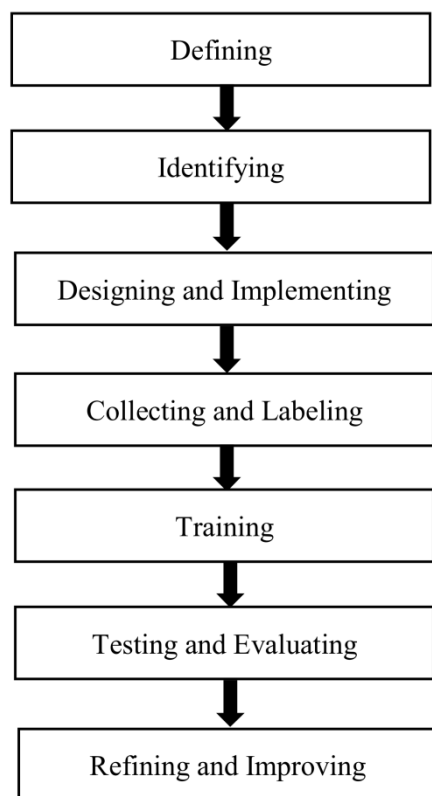 Defining
Identifying
Designing and Implementing
Collecting and Labeling
Training
Testing and Evaluating
Refining and Improving